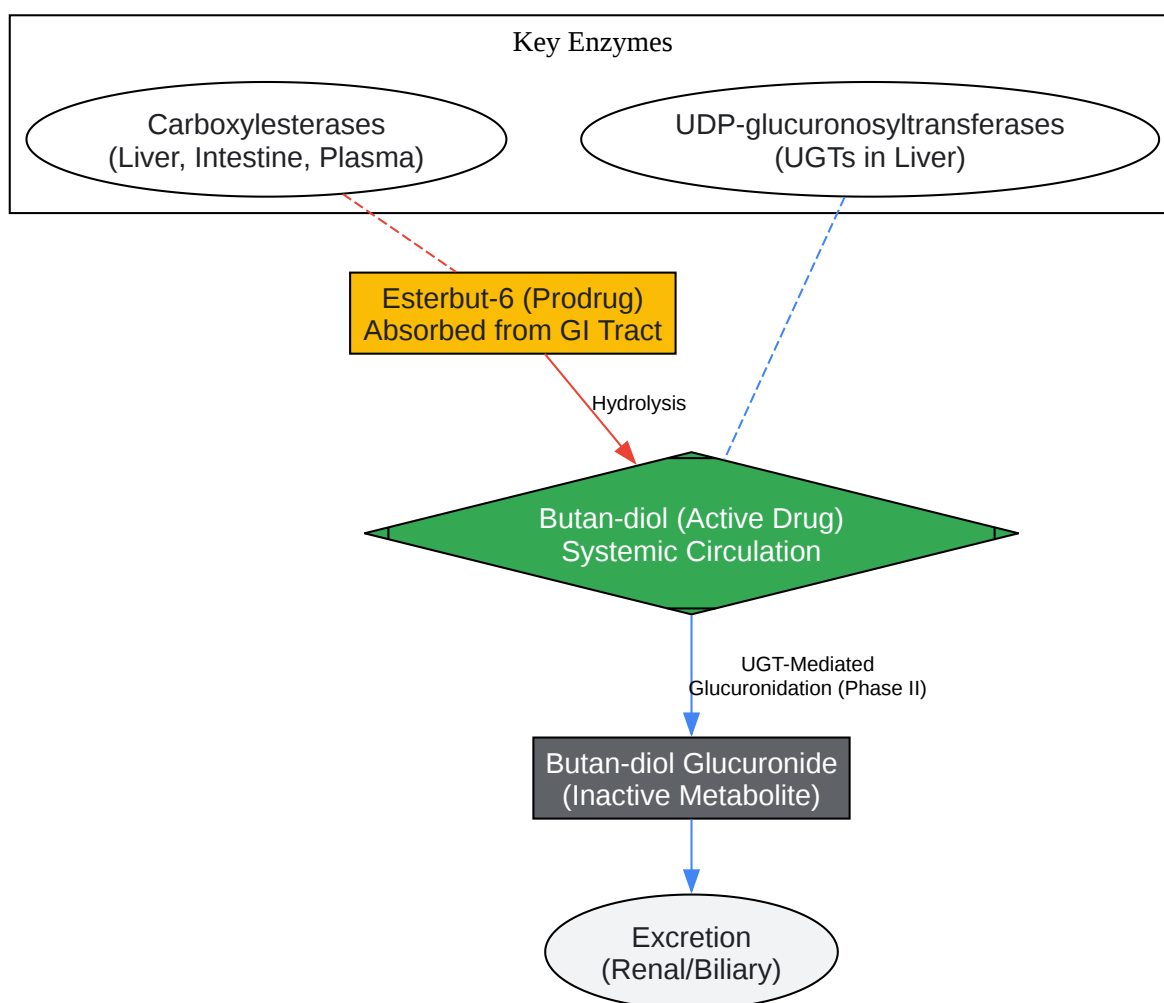 Key Enzymes
Carboxylesterases
(Liver, Intestine, Plasma)
UDP-glucuronosyltransferases
(UGTs in Liver)
Esterbut-6 (Prodrug)
Absorbed from GI Tract
Hydrolysis
Butan-diol (Active Drug)
Systemic Circulation
UGT-Mediated
Glucuronidation (Phase II)
Butan-diol Glucuronide
(Inactive Metabolite)
Excretion
(Renal/Biliary)